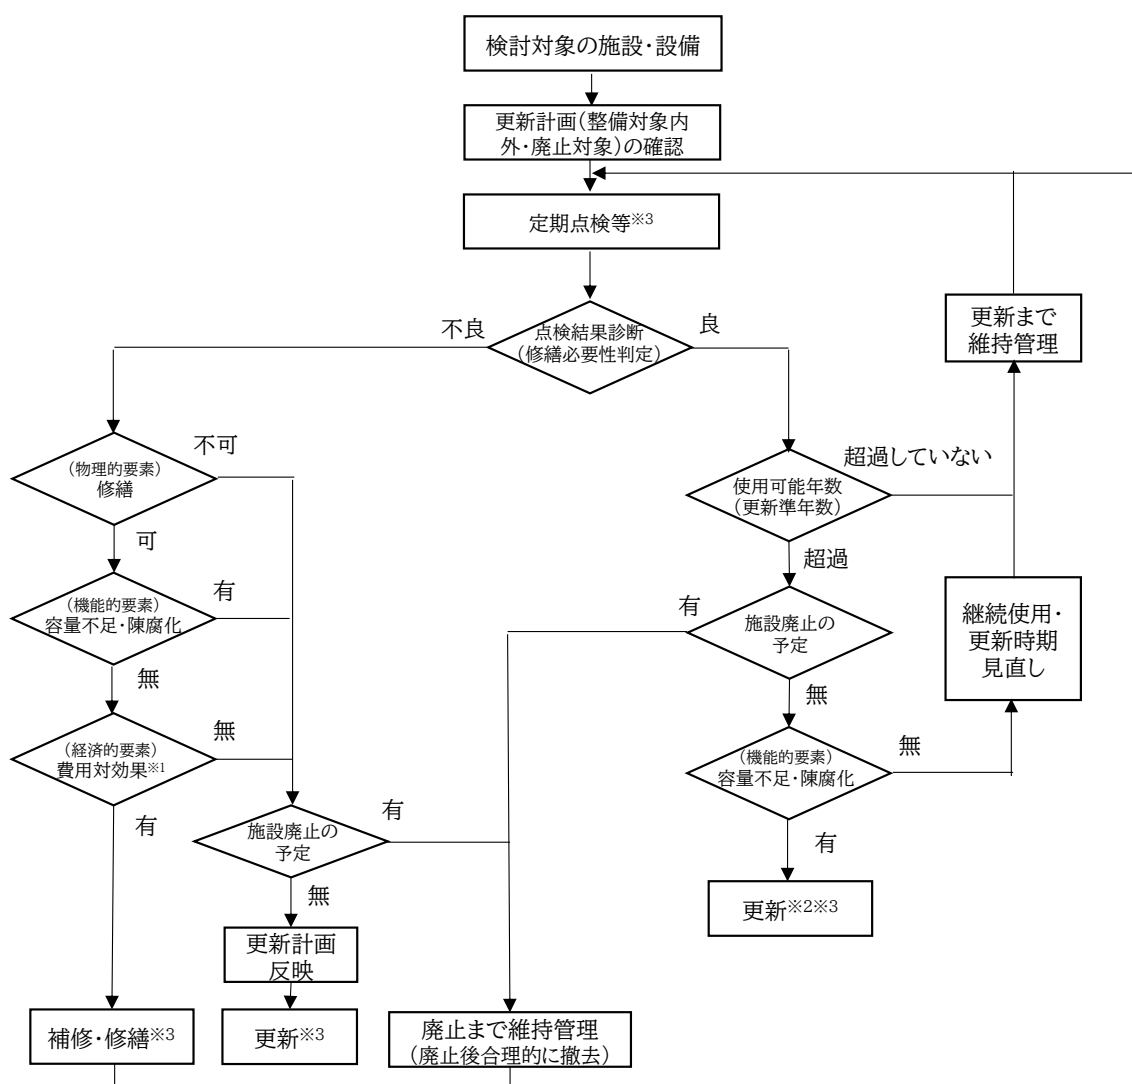 検討対象の施設・設備
更新計画（整備対象内
外・廃止対象）の確認
定期点検等※3
不良
点検結果診断
（修繕必要性判定）
良
更新まで
維持管理
不可
（物理的要素）
修繕
可
超過していない
使用可能年数
（更新準年数）
超過
有
（機能的要素）
容量不足・陳腐化
無
有
施設廃止の
予定
無
継続使用・
更新時期
見直し
無
（経済的要素）
費用対効果※1
有
（機能的要素）
容量不足・陳腐化
無
有
施設廃止の
予定
有
無
更新※2※3
更新計画
反映
補修・修繕※3
更新※3
廃止まで維持管理
（廃止後合理的に撤去）